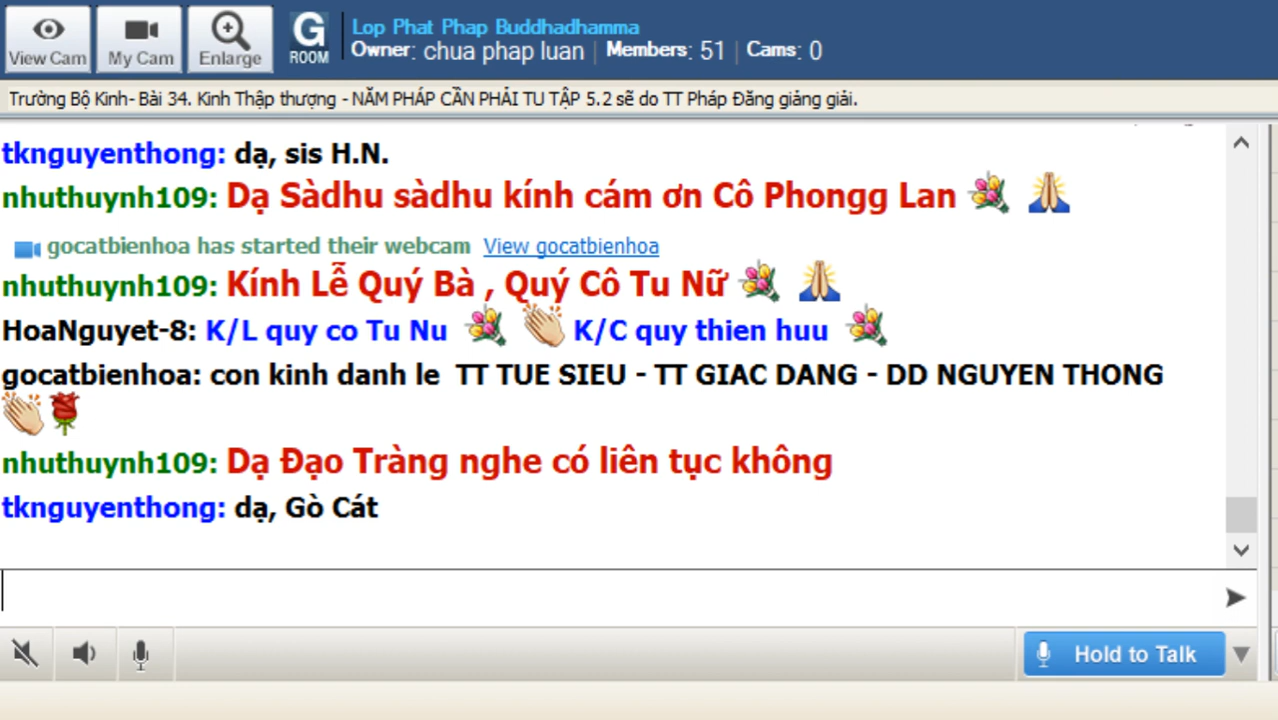 Lop Phat Phap Buddhadhamma
View Cam My Cam Enlarge G ROOM Owner: chua phap luan | Members: 51 | Cams: 0
Trường Bộ Kinh- Bài 34. Kinh Thập thượng - NĂM PHÁP CẦN PHẢI TU TẬP 5.2 sẽ do TT Pháp Đăng giảng giải.
tknguyenthong: dạ, sis H.N.
nhuthuynh109: Dạ Sàdhu sàdhu kính cám ơn Cô Phongg Lan
gocatbienhoa has started their webcam View gocatbienhoa
nhuthuynh109: Kính Lễ Quý Bà , Quý Cô Tu Nữ
HoaNguyet-8: K/L quy co Tu Nu K/C quy thien huu
gocatbienhoa: con kinh danh le TT TUE SIEU - TT GIAC DANG - DD NGUYEN THONG
nhuthuynh109: Dạ Đạo Tràng nghe có liên tục không
tknguyenthong: dạ, Gò Cát
Hold to Talk